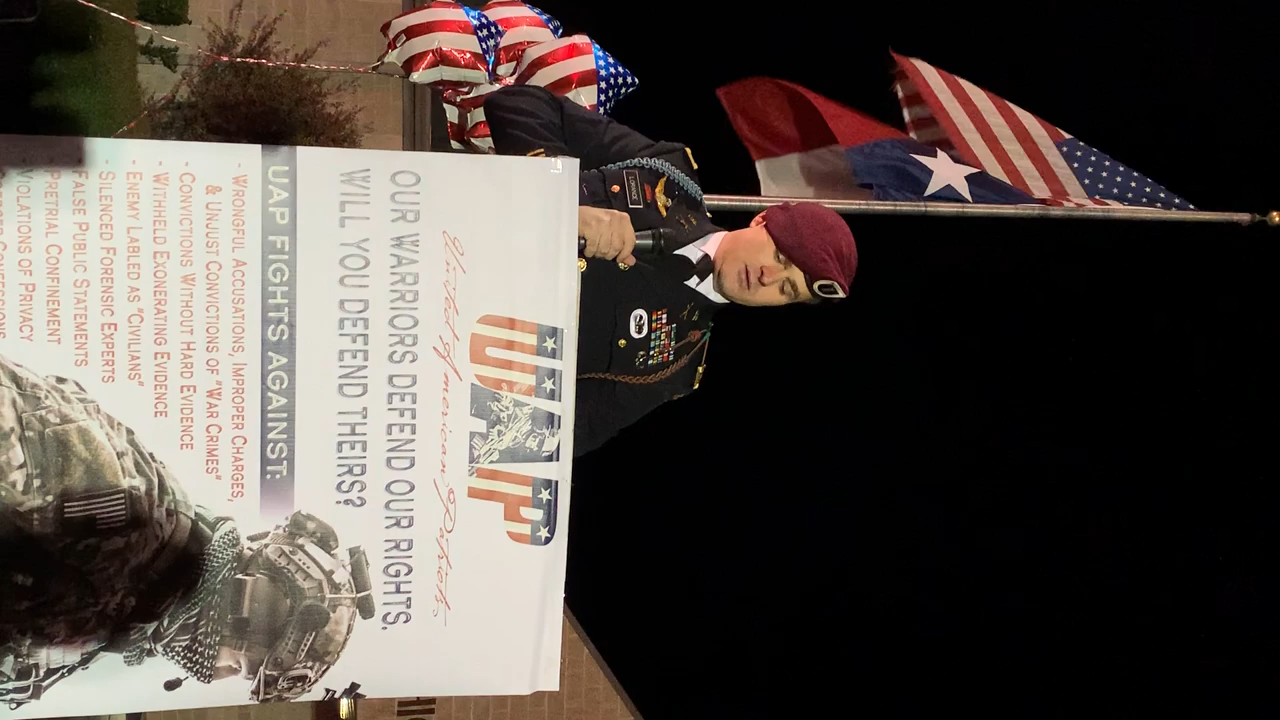 UAP
United American Patriots
OUR WARRIORS DEFEND OUR RIGHTS.
WILL YOU DEFEND THEIRS?
UAP FIGHTS AGAINST:
- WRONGFUL ACCUSATIONS, IMPROPER CHARGES,
& UNJUST CONVICTIONS OF "WAR CRIMES"
- CONVICTIONS WITHOUT HARD EVIDENCE
- WITHHELD EXONERATING EVIDENCE
- ENEMY LABLED AS "CIVILIANS"
- SILENCED FORENSIC EXPERTS
- FALSE PUBLIC STATEMENTS
PRETRIAL CONFINEMENT
VIOLATIONS OF PRIVACY